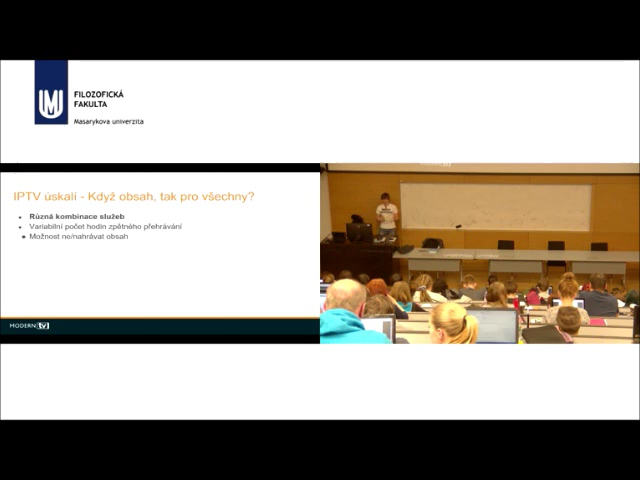 FILOZOFICKÁ
FAKULTA
Masarykova univerzita
IPTV úskalí - Když obsah, tak pro všechny?
Různá kombinace služeb
Variabilní počet hodin zpětného přehrávání
Možnost ne/nahrávat obsah
MODERN tv